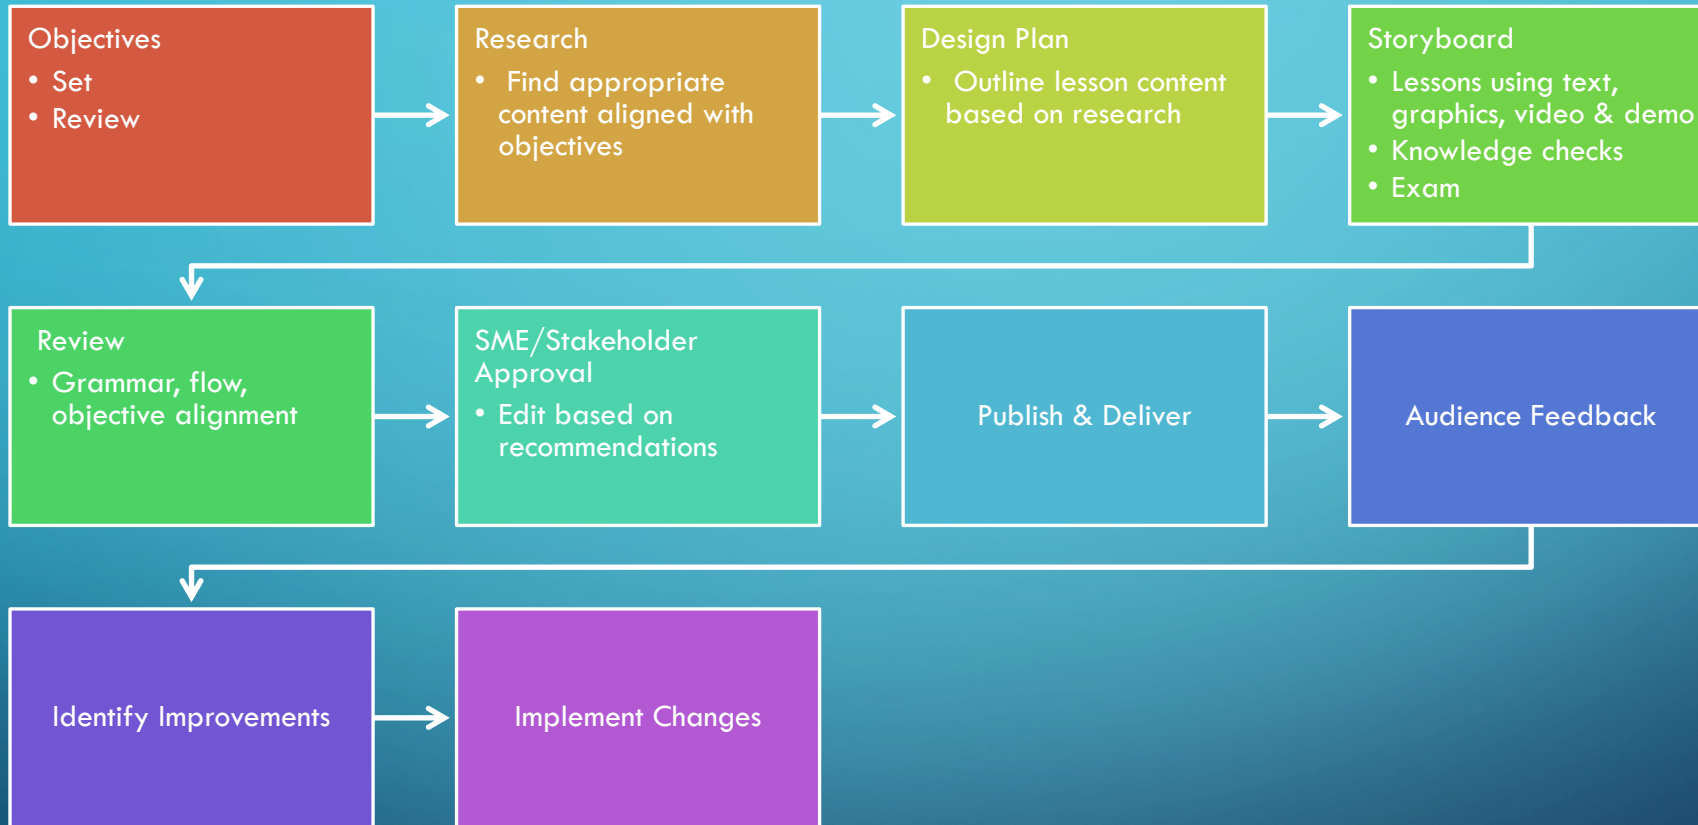 Objectives
• Set
• Review
Research
• Find appropriate
content aligned with
objectives
Design Plan
• Outline lesson content
based on research
Storyboard
• Lessons using text,
graphics, video & demo
• Knowledge checks
• Exam
Review
• Grammar, flow,
objective alignment
SME/Stakeholder
Approval
• Edit based on
recommendations
Publish & Deliver
Audience Feedback
Identify Improvements
Implement Changes